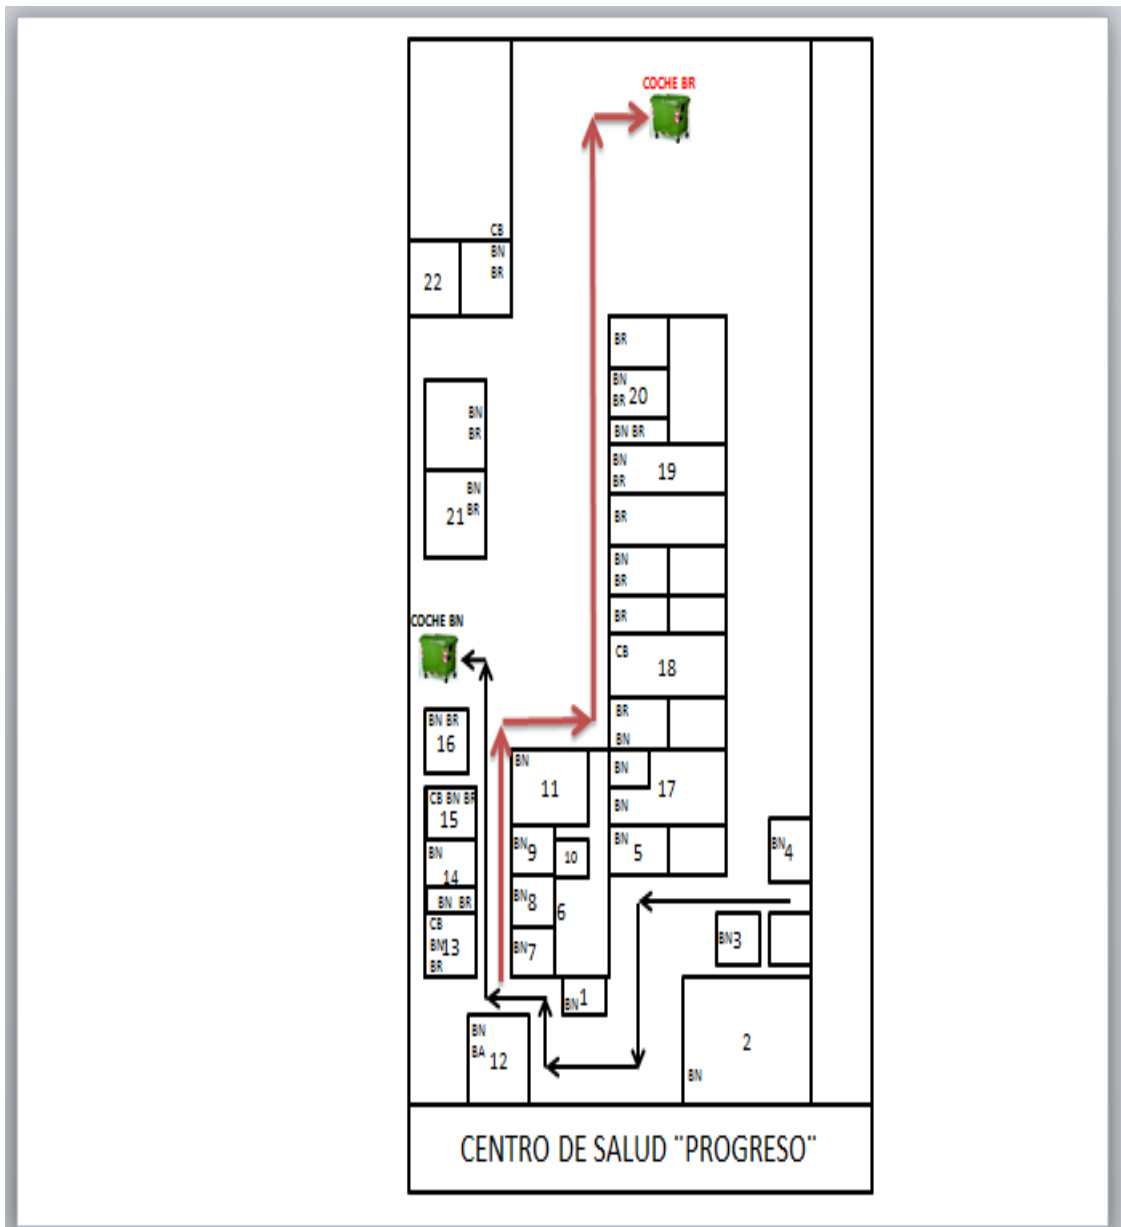 COCHE BR
CB
BN
BR
22
BR
BN
BR 20
BN BR
BN
BR
19
BR
BN
BR
BR
CB
18
BR
BN
BN
BR
BN
BR
21
COCHE BN
BN BR
16
CB BN BR
15
BN
14
BN BR
CB
BN 13
BR
BN
11
BN 9
10
BN 8
6
BN 7
BN
17
BN
BN 5
BN 4
BN 3
BN 1
BN
BA 12
2
BN
CENTRO DE SALUD ¨PROGRESO¨